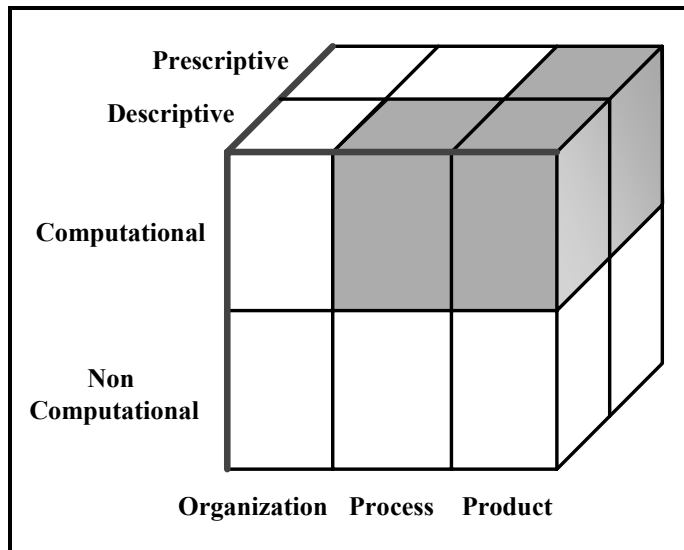 Prescriptive
Descriptive
Computational
Non
Computational
Organization Process Product